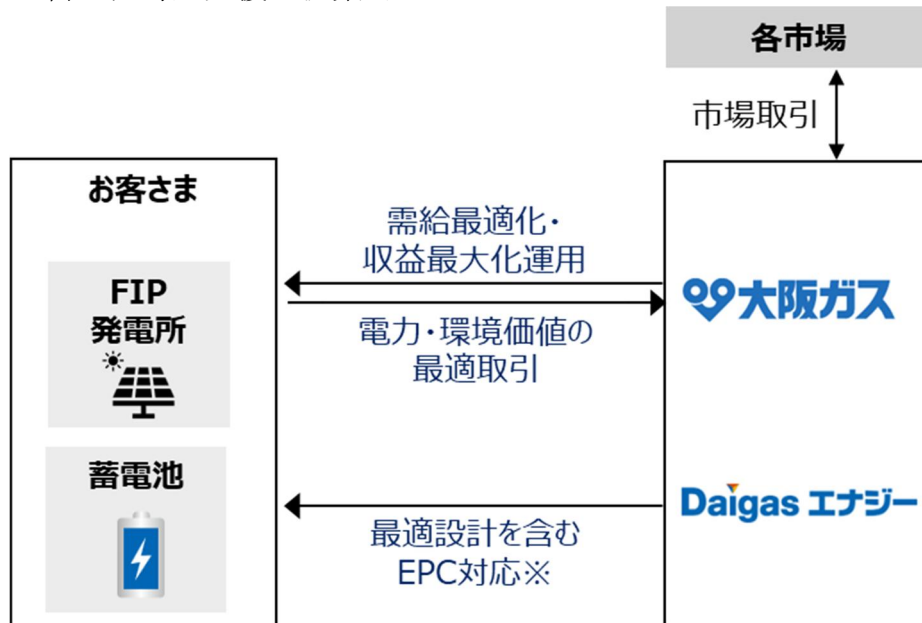 各市場
市場取引
お客さま
需給最適化・
収益最大化運用
FIP
発電所
大阪ガス
電力・環境価値の
最適取引
蓄電池
Daigas エナジー
最適設計を含む
EPC対応※